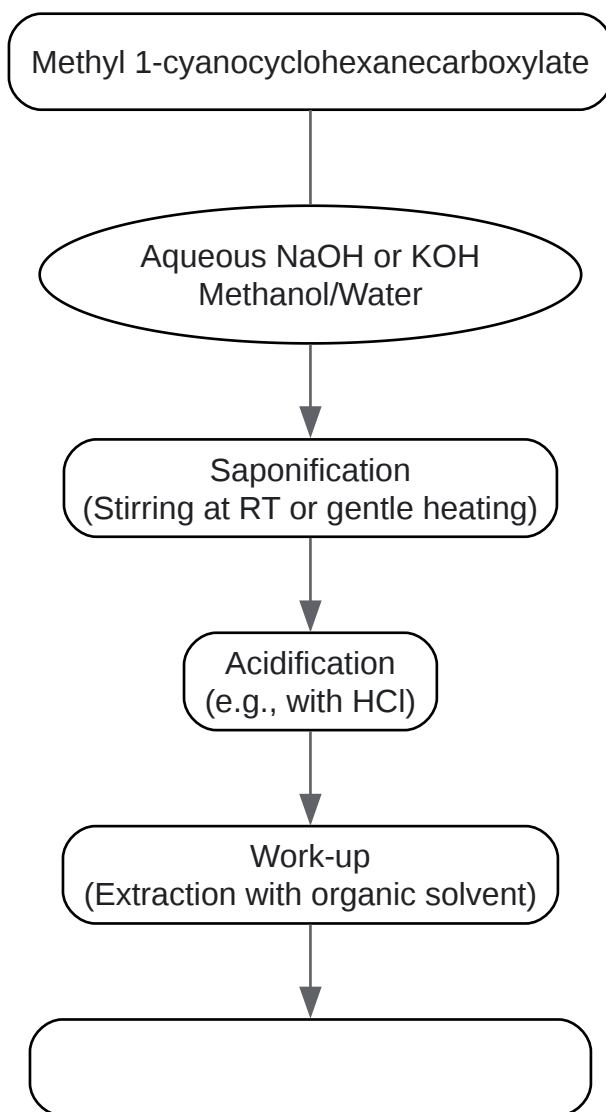 Methyl 1-cyanocyclohexanecarboxylate
Aqueous NaOH or KOH
Methanol/Water
Saponification
(Stirring at RT or gentle heating)
Acidification
(e.g., with HCl)
Work-up
(Extraction with organic solvent)